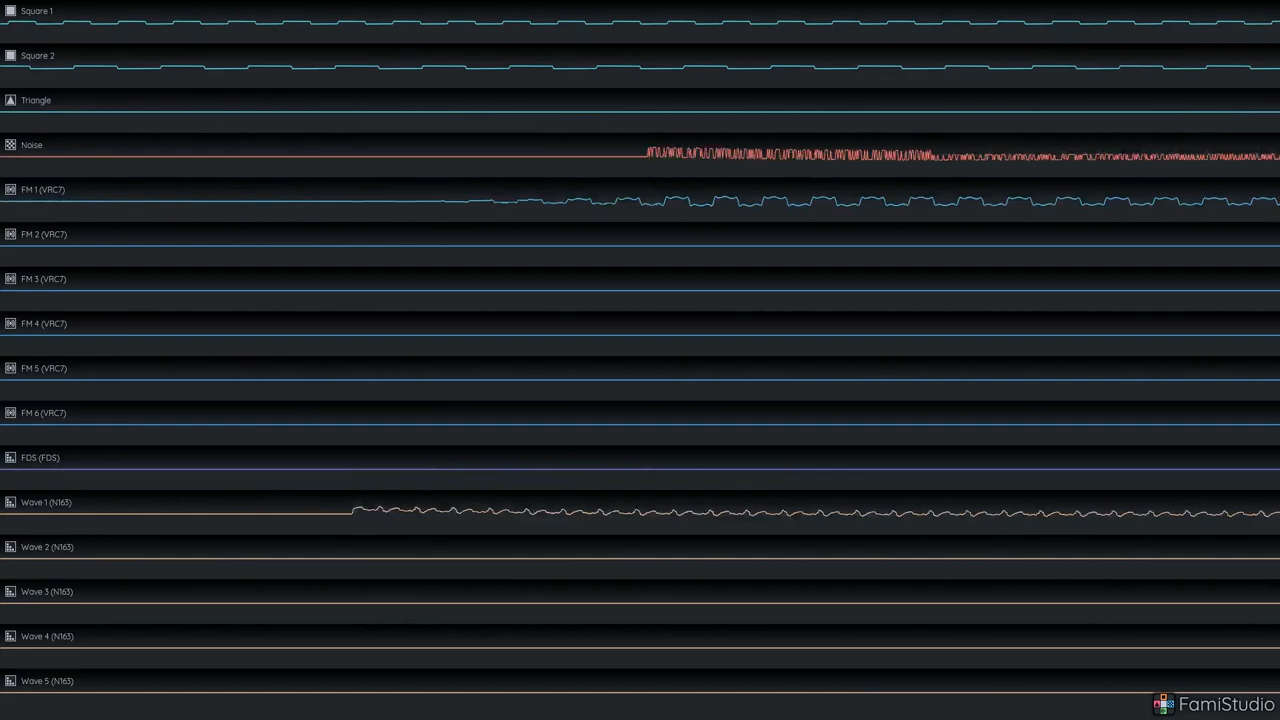 Square 1
Square 2
Triangle
Noise
FM 1 (VRC7)
FM 2 (VRC7)
FM 3 (VRC7)
FM 4 (VRC7)
FM 5 (VRC7)
FM 6 (VRC7)
FDS (FDS)
Wave 1 (N163)
Wave 2 (N163)
Wave 3 (N163)
Wave 4 (N163)
Wave 5 (N163)
FamiStudio